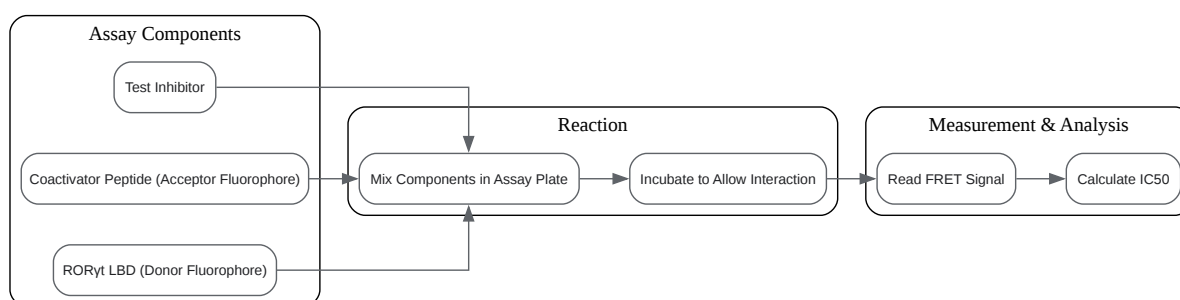 Assay Components
Test Inhibitor
Coactivator Peptide (Acceptor Fluorophore)
RORγt LBD (Donor Fluorophore)
Reaction
Mix Components in Assay Plate
Incubate to Allow Interaction
Measurement & Analysis
Read FRET Signal
Calculate IC50